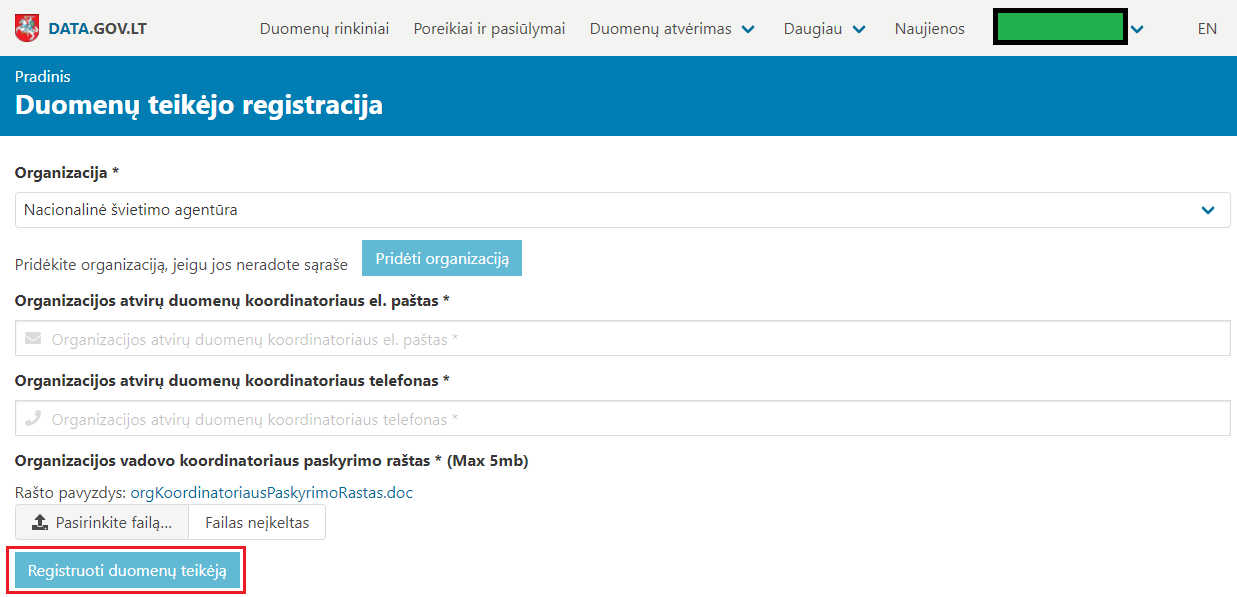 DATA.GOV.LT Duomenų rinkiniai Poreikiai ir pasiūlymai Duomenų atvėrimas Daugiau Naujienos EN
Pradinis
Duomenų teikėjo registracija
Organizacija *
Nacionalinė švietimo agentūra
Pridėkite organizaciją, jeigu jos neradote sąraše Pridėti organizaciją
Organizacijos atvirų duomenų koordinatoriaus el. paštas *
Organizacijos atvirų duomenų koordinatoriaus el. paštas *
Organizacijos atvirų duomenų koordinatoriaus telefonas *
Organizacijos atvirų duomenų koordinatoriaus telefonas *
Organizacijos vadovo koordinatoriaus paskyrimo raštas * (Max 5mb)
Rašto pavyzdys: orgKoordinatoriausPaskyrimoRastas.doc
Pasirinkite failą... Failas neįkeltas
Registruoti duomenų teikėją